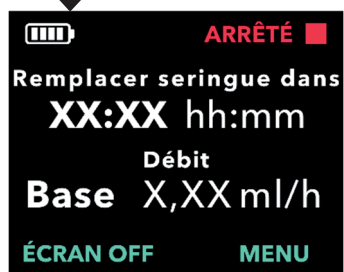 ARRÊTÉ
Remplacer seringue dans
XX:XX hh:mm
Débit
Base X,XX ml/h
ÉCRAN OFF MENU